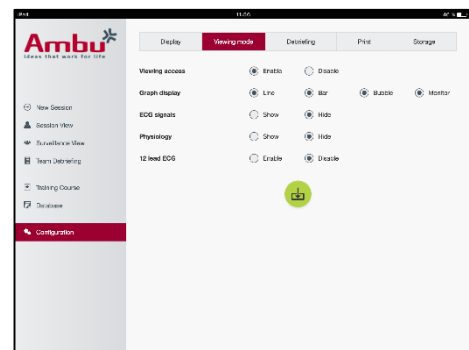 iPad 11:56
Ambu
Ideas that work for life
Display Viewing mode Debriefing Print Storage
Viewing access Enable Disable
Graph display Line Bar Bubble Monitor
New Session
ECG signals Show Hide
Session View
Surveillance View
Physiology Show Hide
Team Debriefing
12 lead ECG Enable Disable
Training Course
Database
Configuration